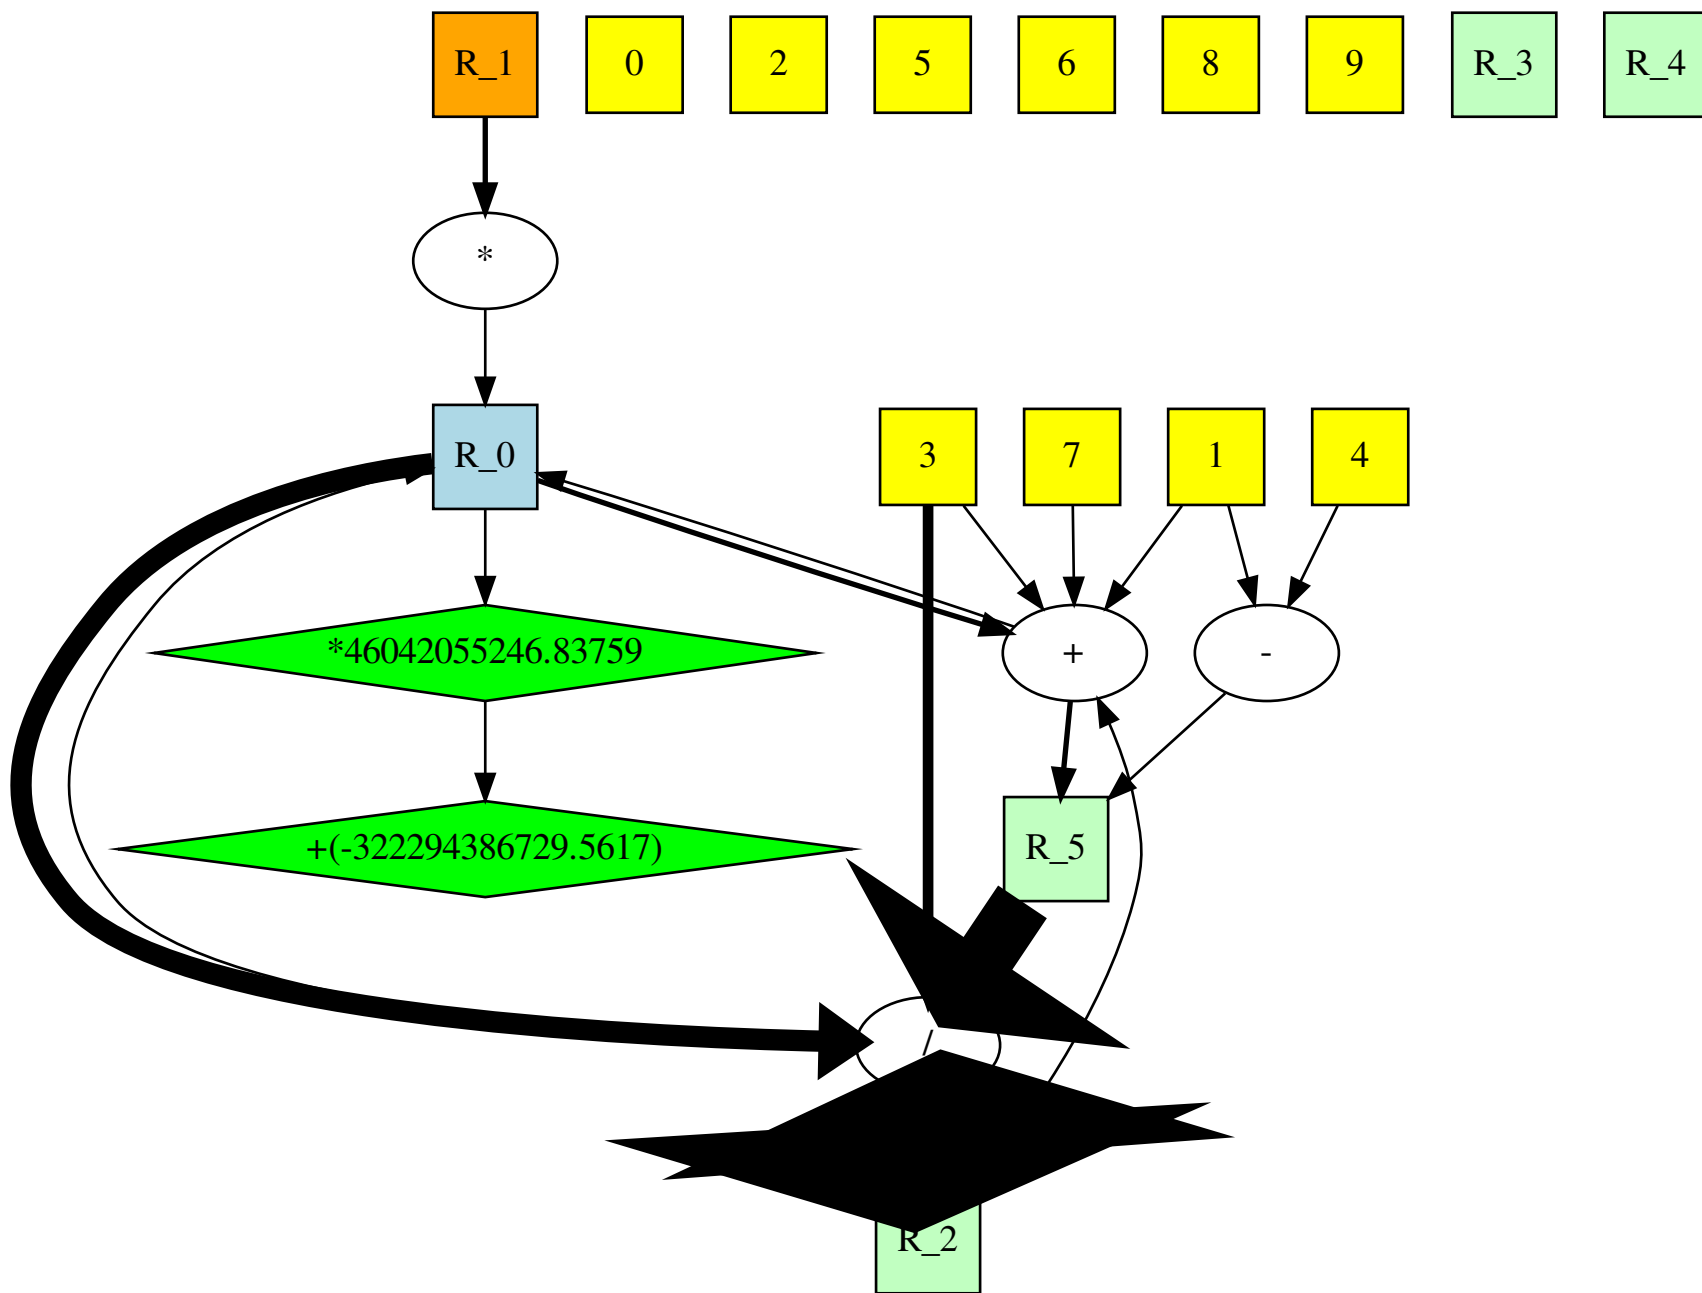 R_1 0 2 5 6 8 9 R_3 R_4
*
R_0 3 7 1 4
*46042055246.83759 + -
+(-322294386729.5617) R_5
/
R_2